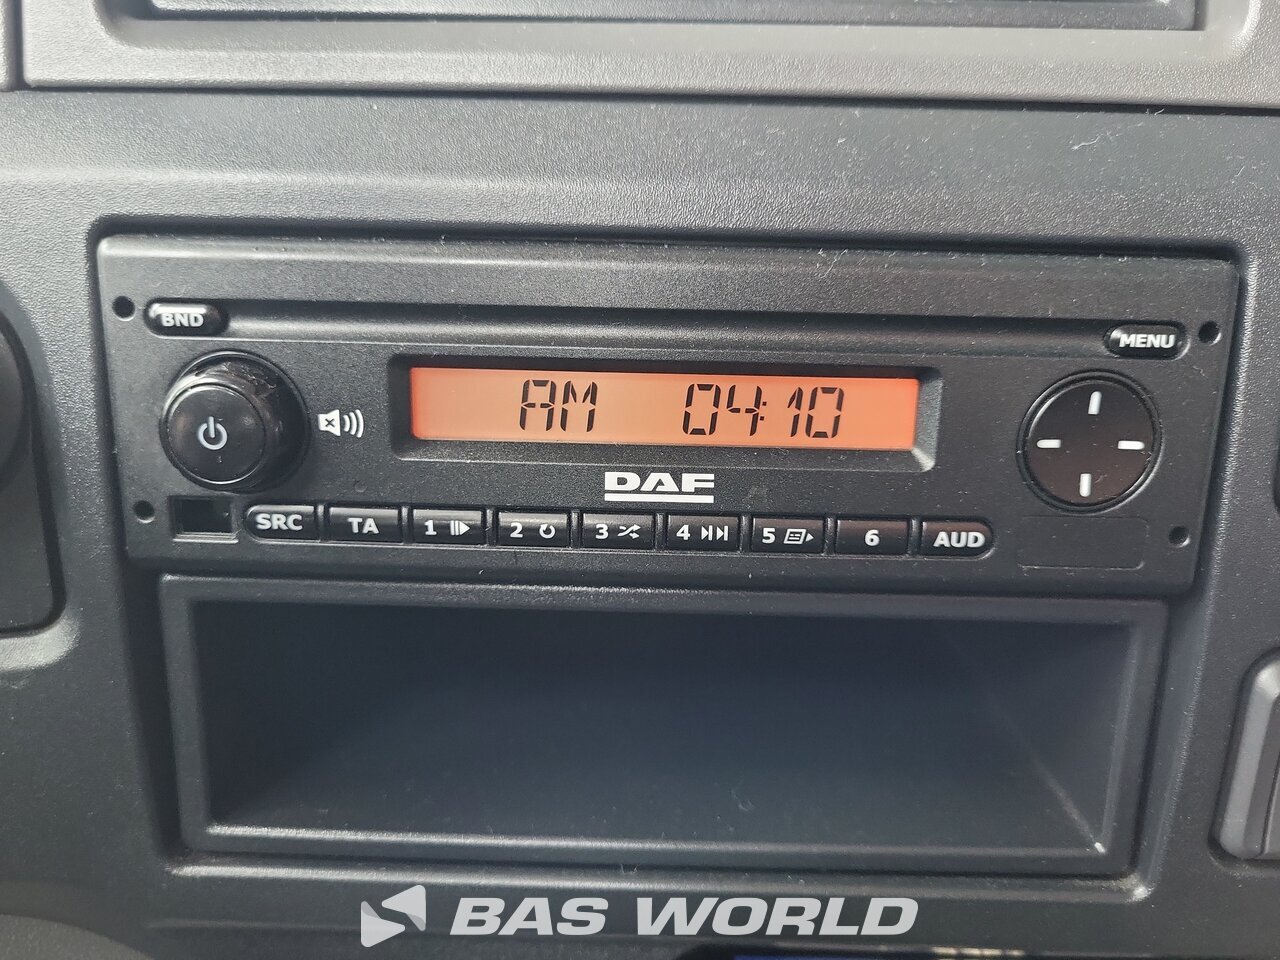 BND
MENU
AM 04:10
DAF
SRC TA 1 2 3 4 5 6 AUD
BAS WORLD